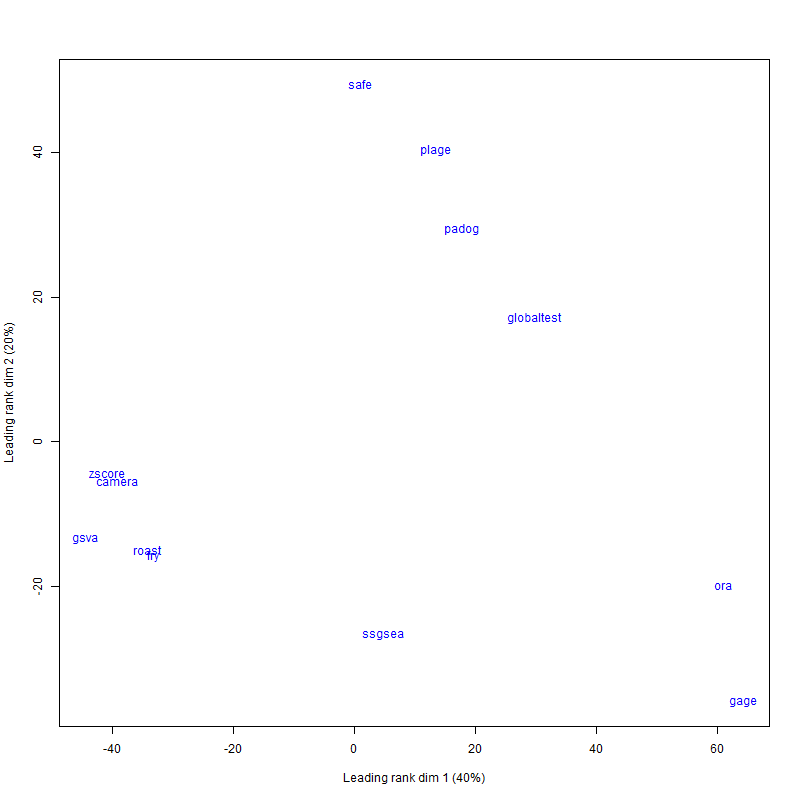 safe
plage
40
padog
20
globaltest
Leading rank dim 2 (20%)
0
zscore
camera
gsva
roast
fry
-20
ora
ssgsea
gage
-40
-20
0
20
40
60
Leading rank dim 1 (40%)